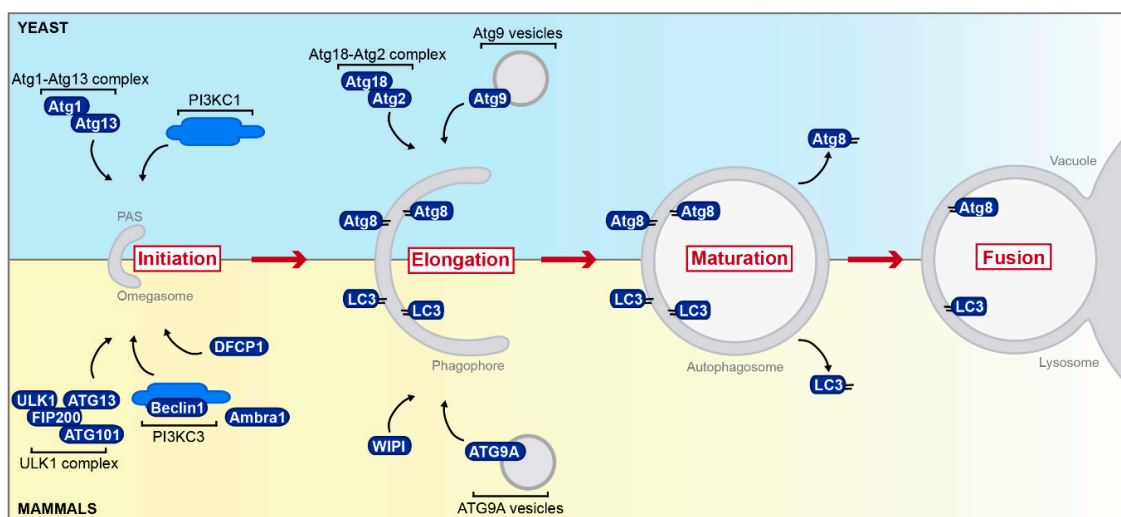 YEAST
Atg1-Atg13 complex
Atg1
Atg13
PI3KC1
Atg18-Atg2 complex
Atg18
Atg2
Atg9 vesicles
Atg9
PAS
Atg8
Atg8
Atg8
Atg8
Atg8
Vacuole
Atg8
Initiation
Elongation
Maturation
Fusion
Omegasome
LC3
LC3
Phagophore
LC3
LC3
Autophagosome
LC3
LC3
Lysosome
DFCP1
ULK1
ATG13
FIP200
ATG101
ULK1 complex
Beclin1
PI3KC3
Ambra1
WIPI
ATG9A
ATG9A vesicles
MAMMALS